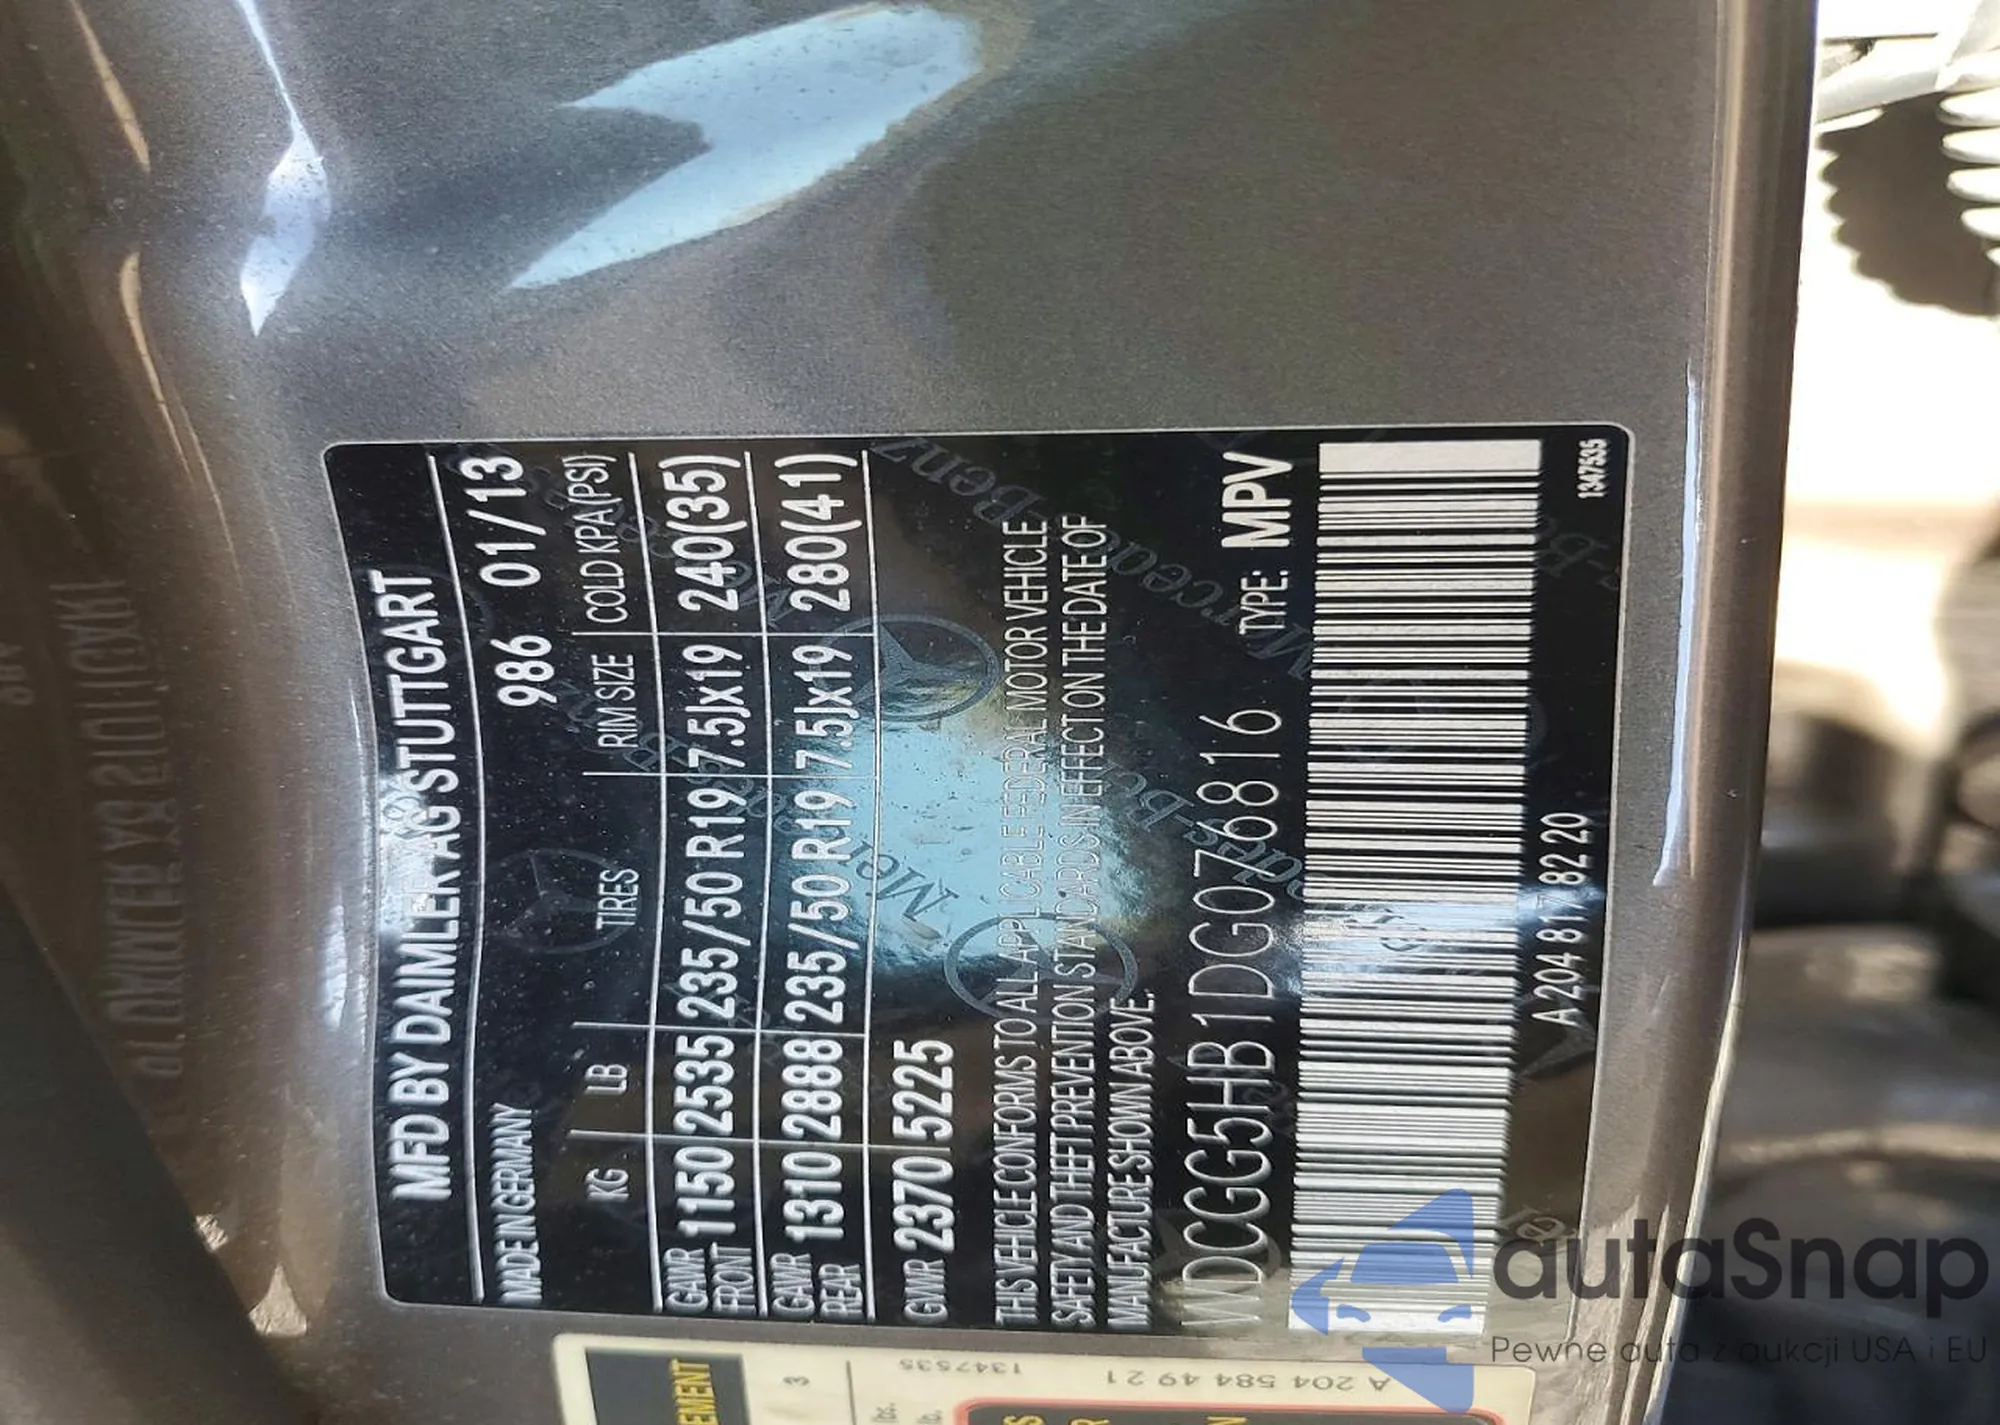 MFD BY DAIMLER AG STUTTGART
MADE IN GERMANY 986 01/13
KG LB TIRES RIM SIZE COLD KPA(PSI)
GAWR FRONT 1150 2535 235/50 R19 7.5Jx19 240(35)
GAWR REAR 1310 2888 235/50 R19 7.5Jx19 280(41)
GVWR 2370 5225
THIS VEHICLE CONFORMS TO ALL APPLICABLE FEDERAL MOTOR VEHICLE
SAFETY AND THEFT PREVENTION STANDARDS IN EFFECT ON THE DATE OF
MANUFACTURE SHOWN ABOVE.
WDCGG5HB1DG076816 TYPE: MPV
A 204 817 82 20
1347535
A 204 584 49 21
1347535
3
autaSnap
Pewne auta z aukcji USA i EU